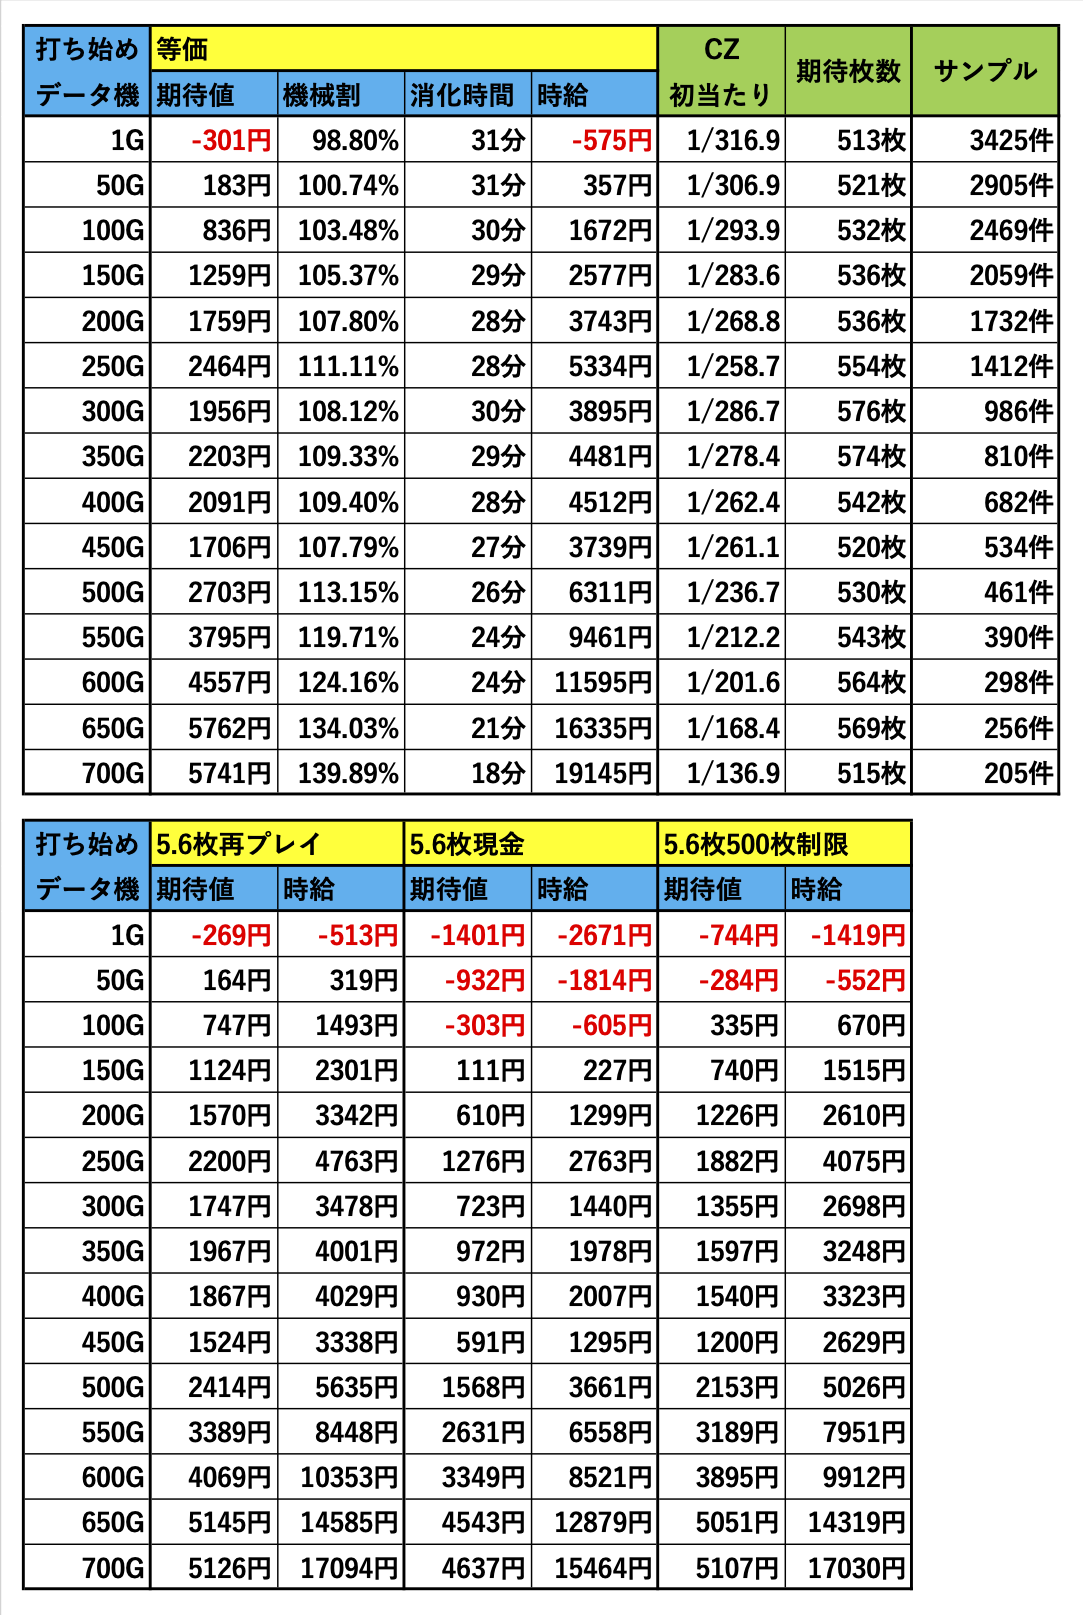 打ち始め 等価 CZ 期待枚数 サンプル
データ機 期待値 機械割 消化時間 時給 初当たり
1G -301円 98.80% 31分 -575円 1/316.9 513枚 3425件
50G 183円 100.74% 31分 357円 1/306.9 521枚 2905件
100G 836円 103.48% 30分 1672円 1/293.9 532枚 2469件
150G 1259円 105.37% 29分 2577円 1/283.6 536枚 2059件
200G 1759円 107.80% 28分 3743円 1/268.8 536枚 1732件
250G 2464円 111.11% 28分 5334円 1/258.7 554枚 1412件
300G 1956円 108.12% 30分 3895円 1/286.7 576枚 986件
350G 2203円 109.33% 29分 4481円 1/278.4 574枚 810件
400G 2091円 109.40% 28分 4512円 1/262.4 542枚 682件
450G 1706円 107.79% 27分 3739円 1/261.1 520枚 534件
500G 2703円 113.15% 26分 6311円 1/236.7 530枚 461件
550G 3795円 119.71% 24分 9461円 1/212.2 543枚 390件
600G 4557円 124.16% 24分 11595円 1/201.6 564枚 298件
650G 5762円 134.03% 21分 16335円 1/168.4 569枚 256件
700G 5741円 139.89% 18分 19145円 1/136.9 515枚 205件
打ち始め 5.6枚再プレイ 5.6枚現金 5.6枚500枚制限
データ機 期待値 時給 期待値 時給 期待値 時給
1G -269円 -513円 -1401円 -2671円 -744円 -1419円
50G 164円 319円 -932円 -1814円 -284円 -552円
100G 747円 1493円 -303円 -605円 335円 670円
150G 1124円 2301円 111円 227円 740円 1515円
200G 1570円 3342円 610円 1299円 1226円 2610円
250G 2200円 4763円 1276円 2763円 1882円 4075円
300G 1747円 3478円 723円 1440円 1355円 2698円
350G 1967円 4001円 972円 1978円 1597円 3248円
400G 1867円 4029円 930円 2007円 1540円 3323円
450G 1524円 3338円 591円 1295円 1200円 2629円
500G 2414円 5635円 1568円 3661円 2153円 5026円
550G 3389円 8448円 2631円 6558円 3189円 7951円
600G 4069円 10353円 3349円 8521円 3895円 9912円
650G 5145円 14585円 4543円 12879円 5051円 14319円
700G 5126円 17094円 4637円 15464円 5107円 17030円